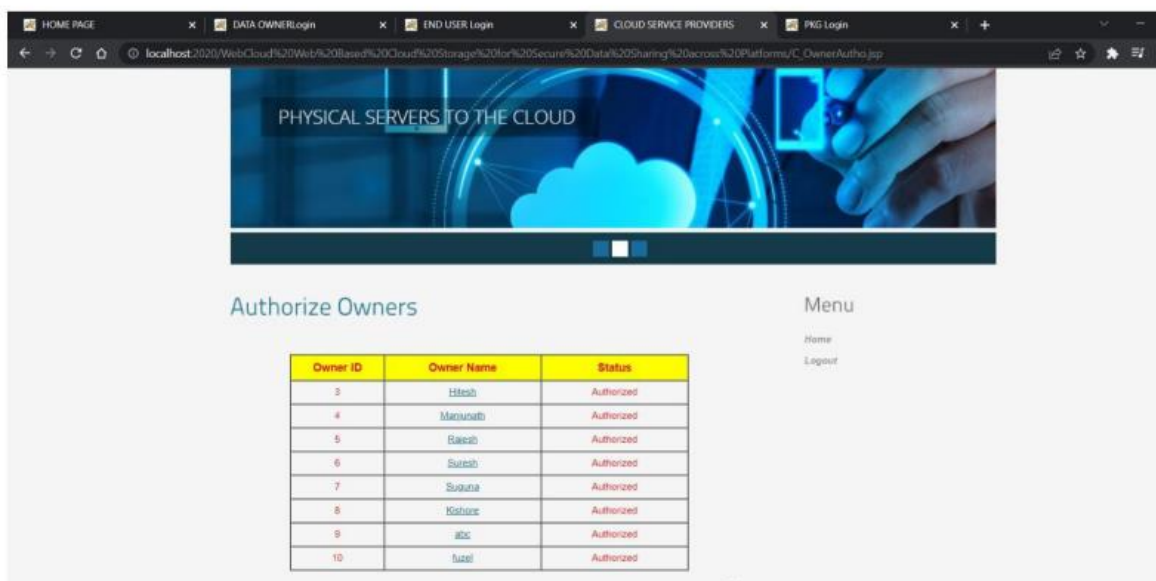 HOME PAGE DATA OWNERLogin END USER Login CLOUD SERVICE PROVIDERS PKG Login
localhost:2020/WebCloud%20Web%20Based%20Cloud%20Storage%20for%20Secure%20Data%20Sharing%20across%20Platforms/C_OwnerAutho.jsp
PHYSICAL SERVERS TO THE CLOUD
Authorize Owners
Menu
Home
Logout
Owner ID Owner Name Status
3 Hitesh Authorized
4 Manjunath Authorized
5 Rajesh Authorized
6 Suresh Authorized
7 Suguna Authorized
8 Kishore Authorized
9 abc Authorized
10 fuzel Authorized